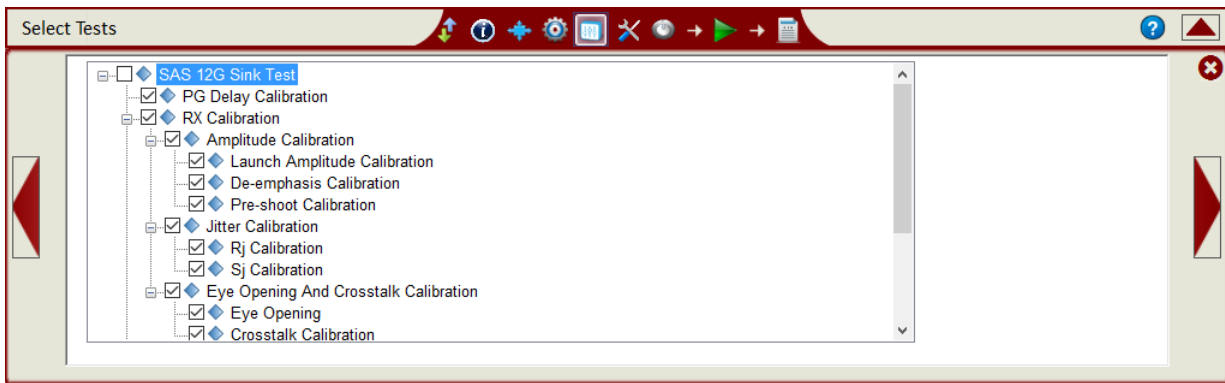 Select Tests
SAS 12G Sink Test
PG Delay Calibration
RX Calibration
Amplitude Calibration
Launch Amplitude Calibration
De-emphasis Calibration
Pre-shoot Calibration
Jitter Calibration
Rj Calibration
Sj Calibration
Eye Opening And Crosstalk Calibration
Eye Opening
Crosstalk Calibration